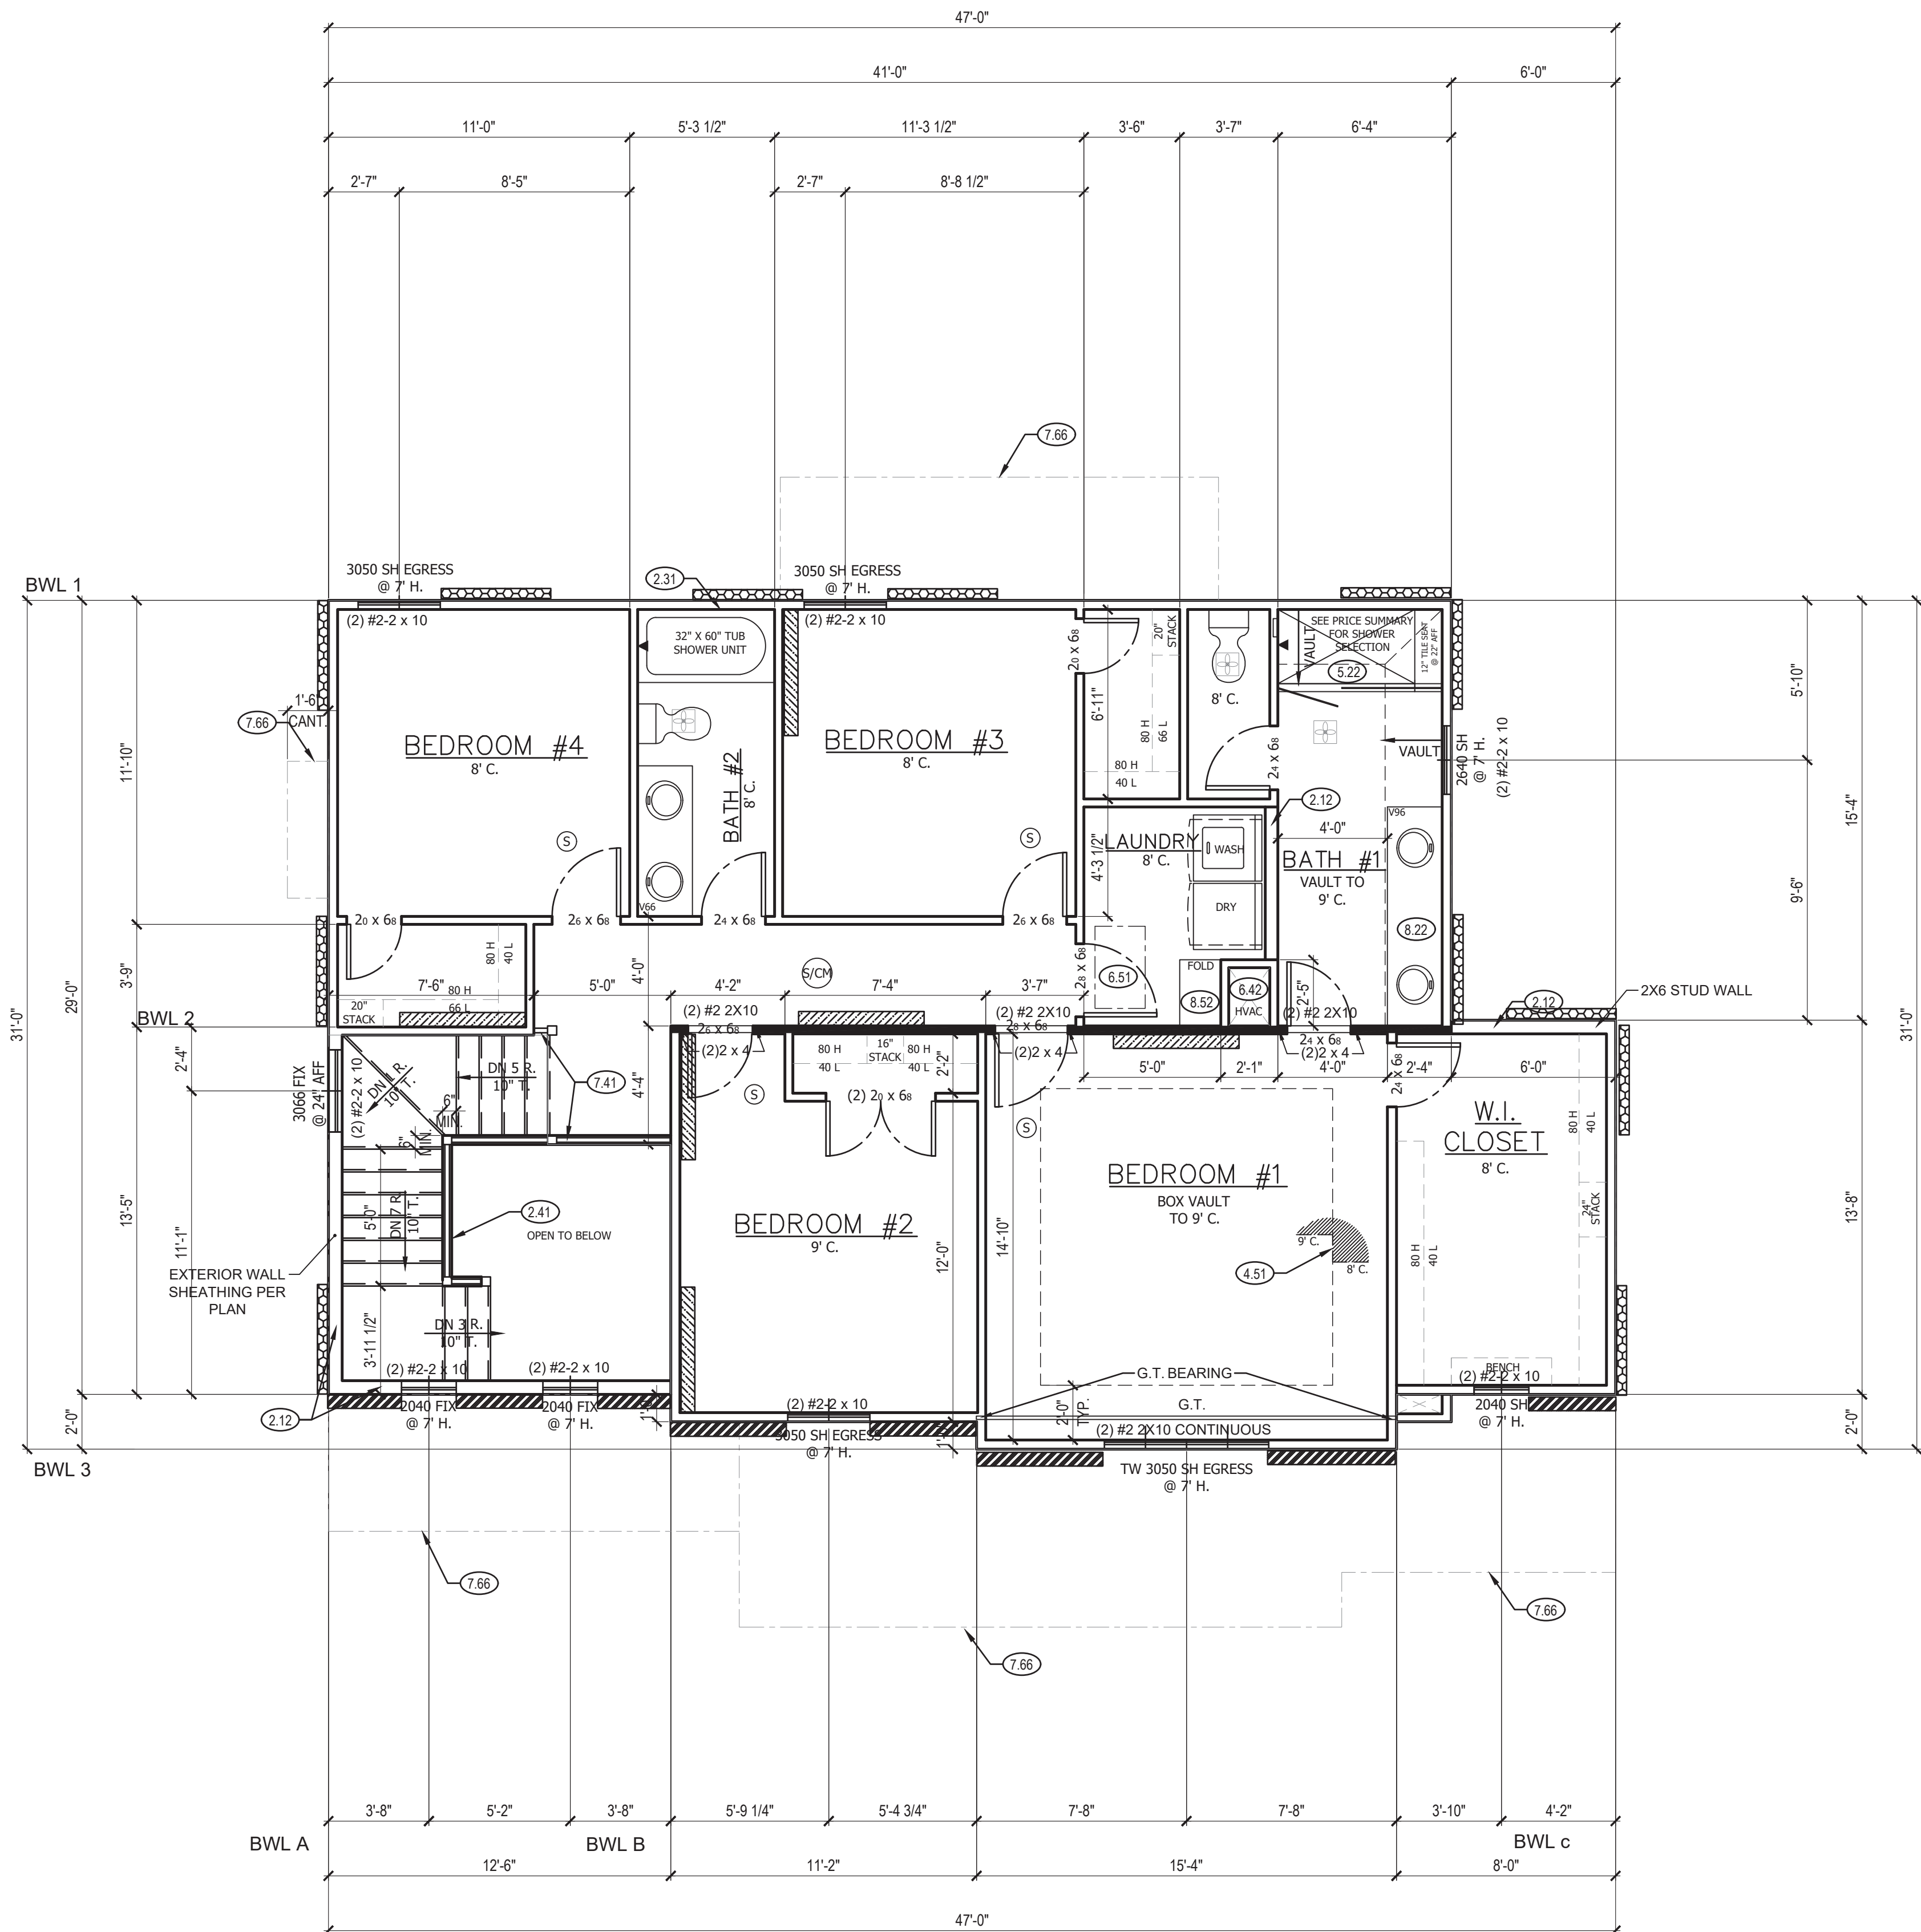 47'-0"
41'-0"
6'-0"
11'-0"
5'-3 1/2"
11'-3 1/2"
3'-6"
3'-7"
6'-4"
2'-7"
8'-5"
2'-7"
8'-8 1/2"
7.66
BWL 1
3050 SH EGRESS
@ 7' H.
(2) #2-2 x 10
2.31
3050 SH EGRESS
@ 7' H.
(2) #2-2 x 10
32" X 60" TUB
SHOWER UNIT
20 x 68
20"
STACK
80 H
66 L
80 H
40 L
6'-11"
8' C.
VAULT
SEE PRICE SUMMARY
FOR SHOWER
SELECTION
5.22
12" TILE SEAT
@ 22" AFF
1'-6"
CANT.
7.66
BEDROOM #4
8' C.
BATH #2
8' C.
BEDROOM #3
8' C.
24 x 68
VAULT
2640 SH
@ 7' H.
(2) #2-2 x 10
5'-10"
15'-4"
9'-6"
31'-0"
11'-10"
31'-0"
29'-0"
3'-9"
S
S
V66
4'-3 1/2"
LAUNDRY
8' C.
WASH
DRY
2.12
4'-0"
V96
BATH #1
VAULT TO
9' C.
8.22
20 x 68
26 x 68
24 x 68
26 x 68
80 H
40 L
7'-6"
80 H
66 L
20"
STACK
5'-0"
4'-0"
4'-2"
S/CM
7'-4"
3'-7"
28 x 68
6.51
FOLD
8.52
6.42
HVAC
2'-5"
2.12
2X6 STUD WALL
BWL 2
(2) #2 2X10
26 x 68
(2)2 x 4
(2) #2 2X10
28 x 68
(2)2 x 4
(2) #2 2X10
24 x 68
(2)2 x 4
2'-4"
3066 FIX
@ 24" AFF
(2) #2-2 x 10
DN 1 R.
10" T.
DN 5 R.
10" T.
6"
MIN.
6"
MIN.
7.41
4'-4"
S
80 H
40 L
16"
STACK
80 H
40 L
2'-2"
(2) 20 x 68
S
5'-0"
2'-1"
4'-0"
2'-4"
6'-0"
24 x 68
W.I.
CLOSET
8' C.
80 H
40 L
24"
STACK
80 H
40 L
13'-8"
13'-5"
11'-1"
DN 7 R.
10" T.
5'-0"
2.41
OPEN TO BELOW
BEDROOM #2
9' C.
12'-0"
14'-10"
BEDROOM #1
BOX VAULT
TO 9' C.
9' C.
8' C.
4.51
EXTERIOR WALL
SHEATHING PER
PLAN
3'-11 1/2"
DN 3 R.
10" T.
(2) #2-2 x 10
(2) #2-2 x 10
2040 FIX
@ 7' H.
2040 FIX
@ 7' H.
2.12
2'-0"
(2) #2-2 x 10
3050 SH EGRESS
@ 7' H.
G.T. BEARING
G.T.
2'-0"
TYP.
(2) #2 2X10 CONTINUOUS
TW 3050 SH EGRESS
@ 7' H.
BENCH
(2) #2-2 x 10
2040 SH
@ 7' H.
2'-0"
BWL 3
7.66
7.66
7.66
3'-8"
5'-2"
3'-8"
5'-9 1/4"
5'-4 3/4"
7'-8"
7'-8"
3'-10"
4'-2"
BWL A
BWL B
BWL c
12'-6"
11'-2"
15'-4"
8'-0"
47'-0"